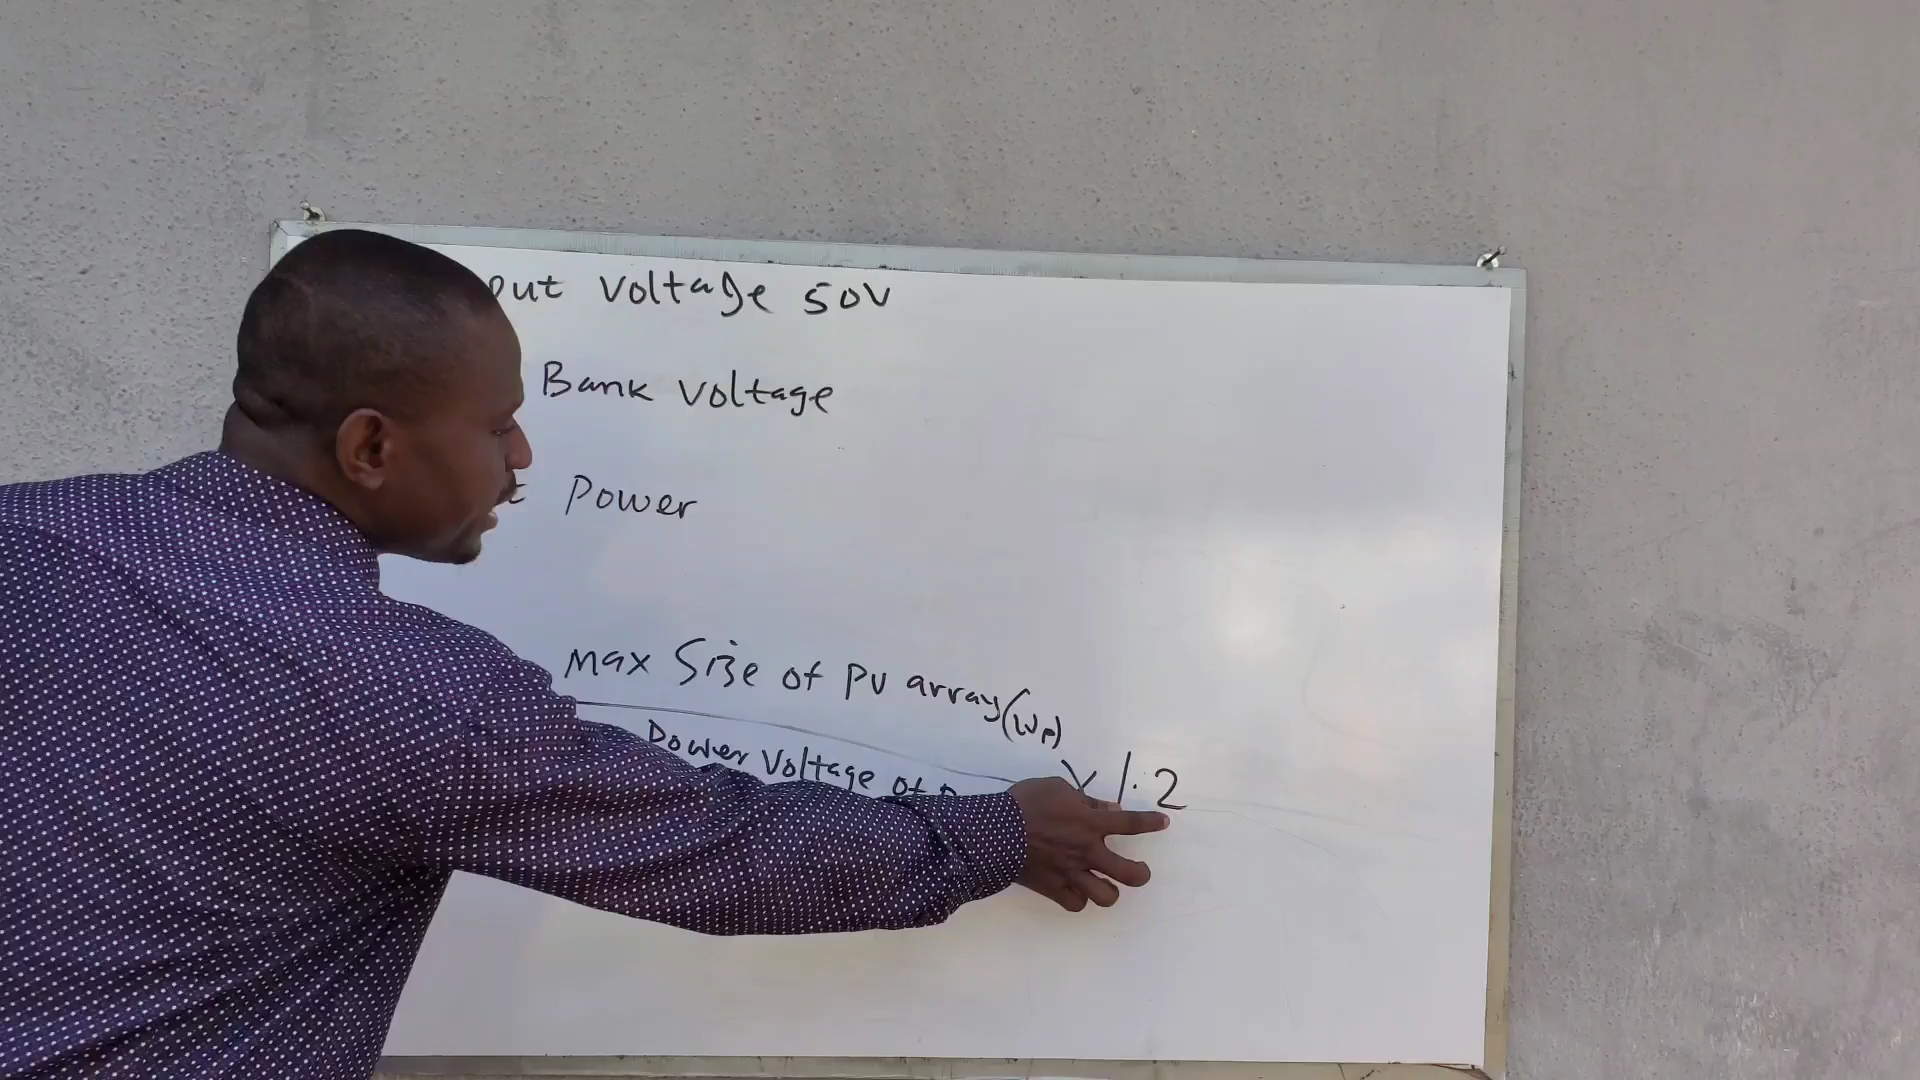 put Voltage 50V
Bank Voltage
Power
Max Size of PV array (Wp)
Power Voltage of
X 1.2